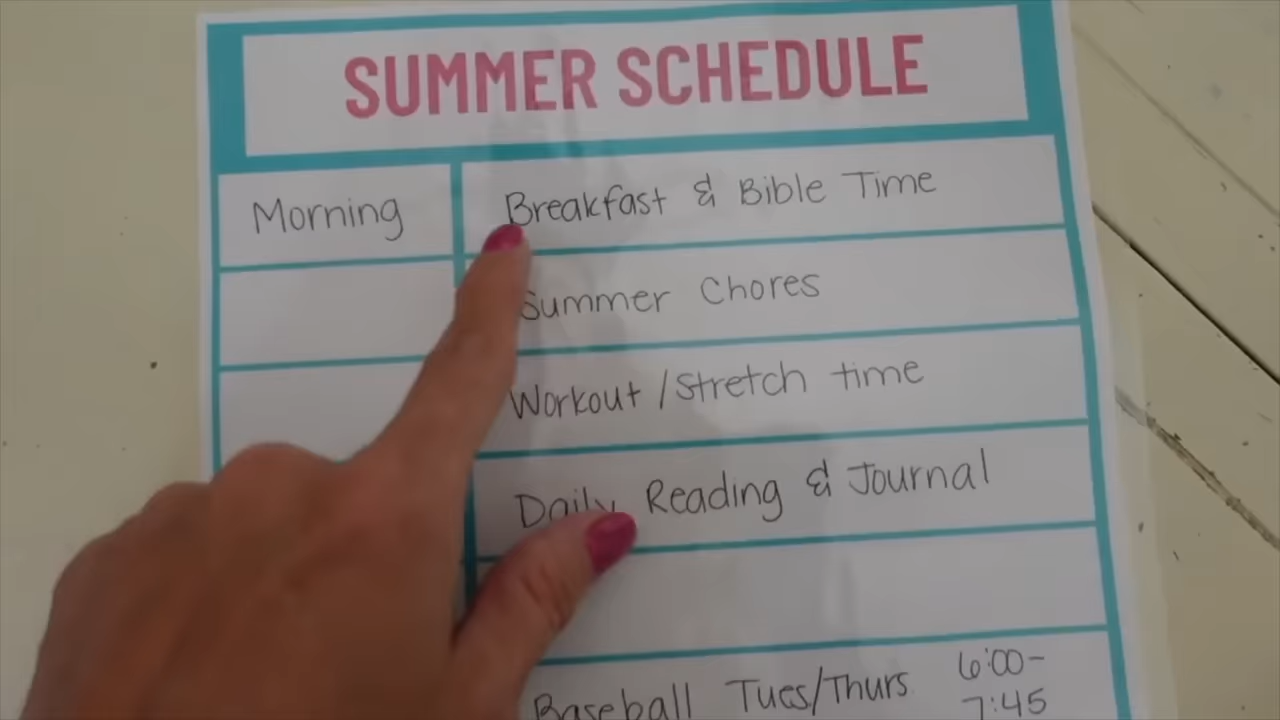 SUMMER SCHEDULE
Morning Breakfast & Bible Time
Summer Chores
Workout / Stretch time
Daily Reading & Journal
Baseball Tues/Thurs 6:00-
7:45